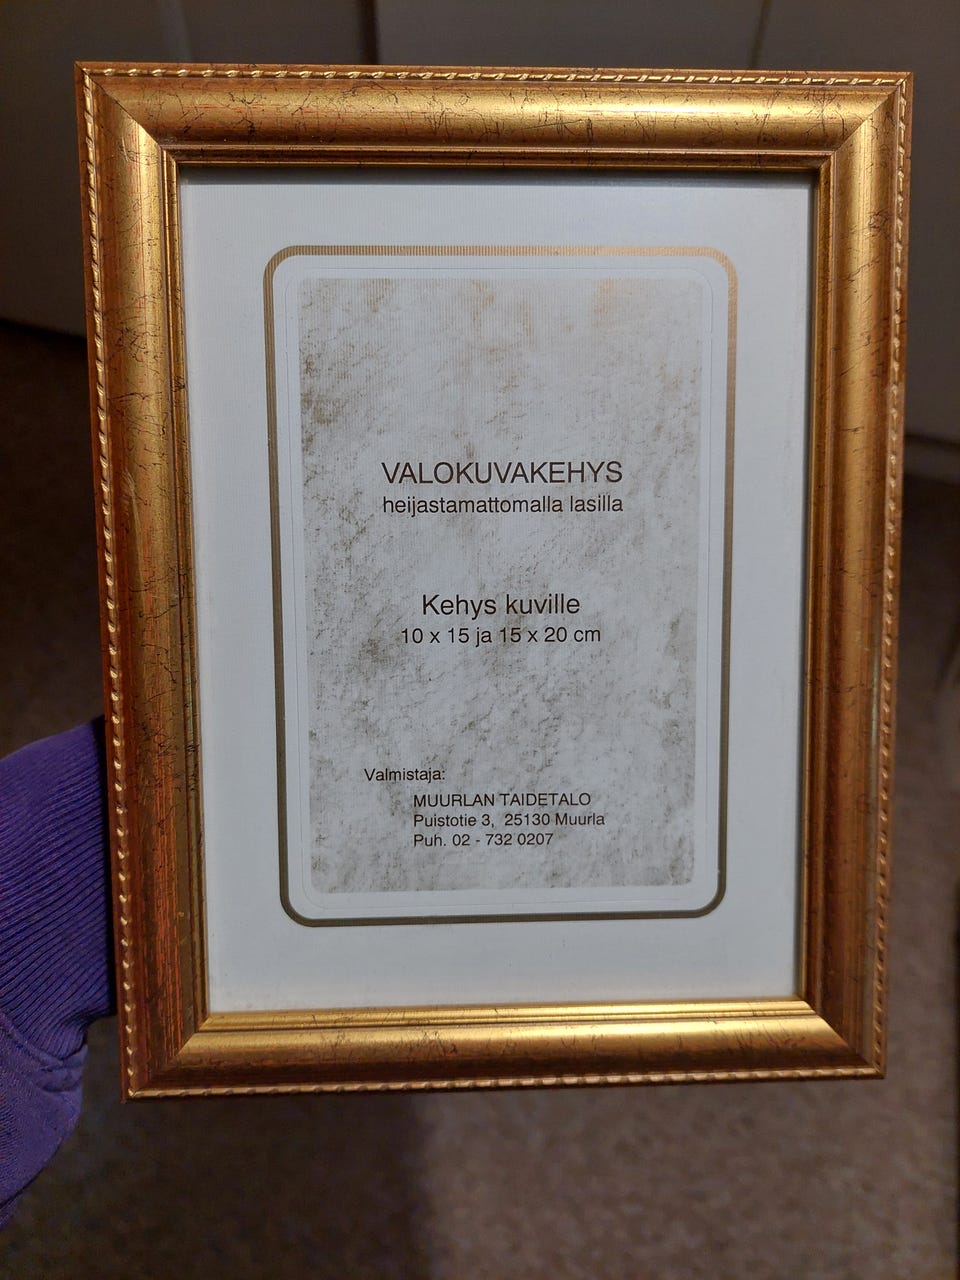 VALOKUVAKEHYS
heijastamattomalla lasilla
Kehys kuville
10 x 15 ja 15 x 20 cm
Valmistaja:
MUURLAN TAIDETALO
Puistotie 3, 25130 Muurla
Puh. 02 - 732 0207